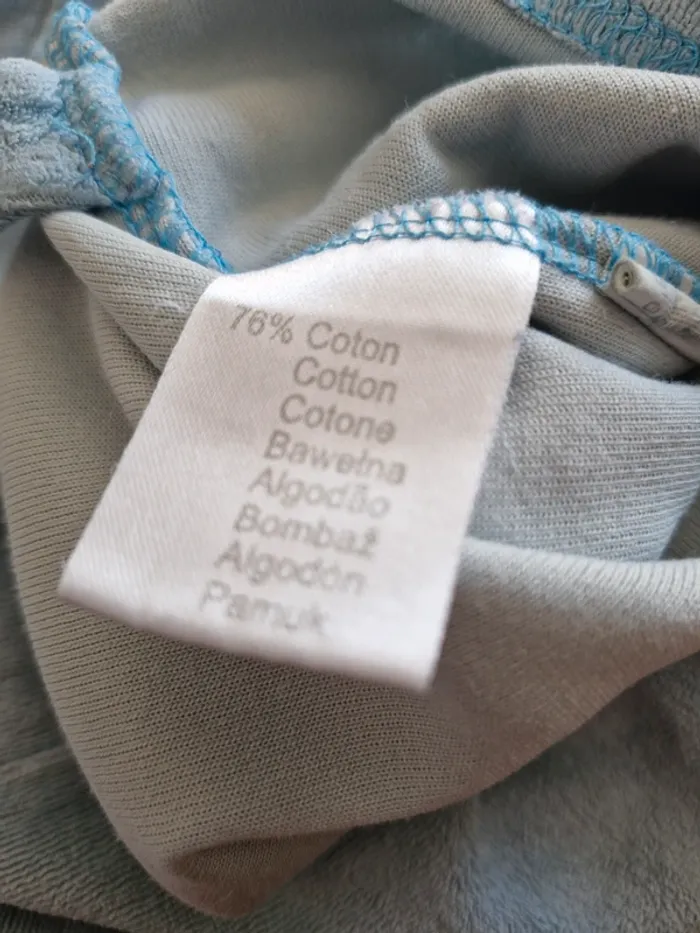 76% Coton
Cotton
Cotone
Bawełna
Algodão
Bombaž
Algodón
Pamuk